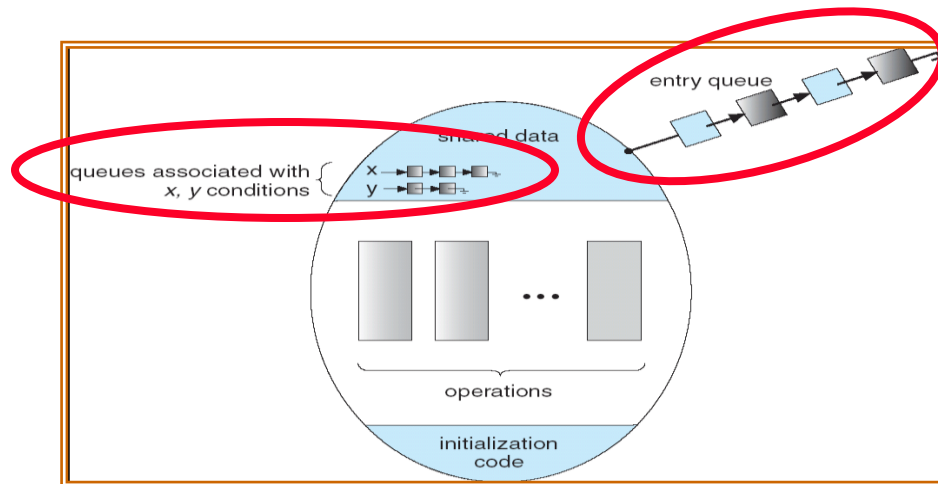 entry queue
shared data
queues associated with
x, y conditions
x
y
operations
initialization
code